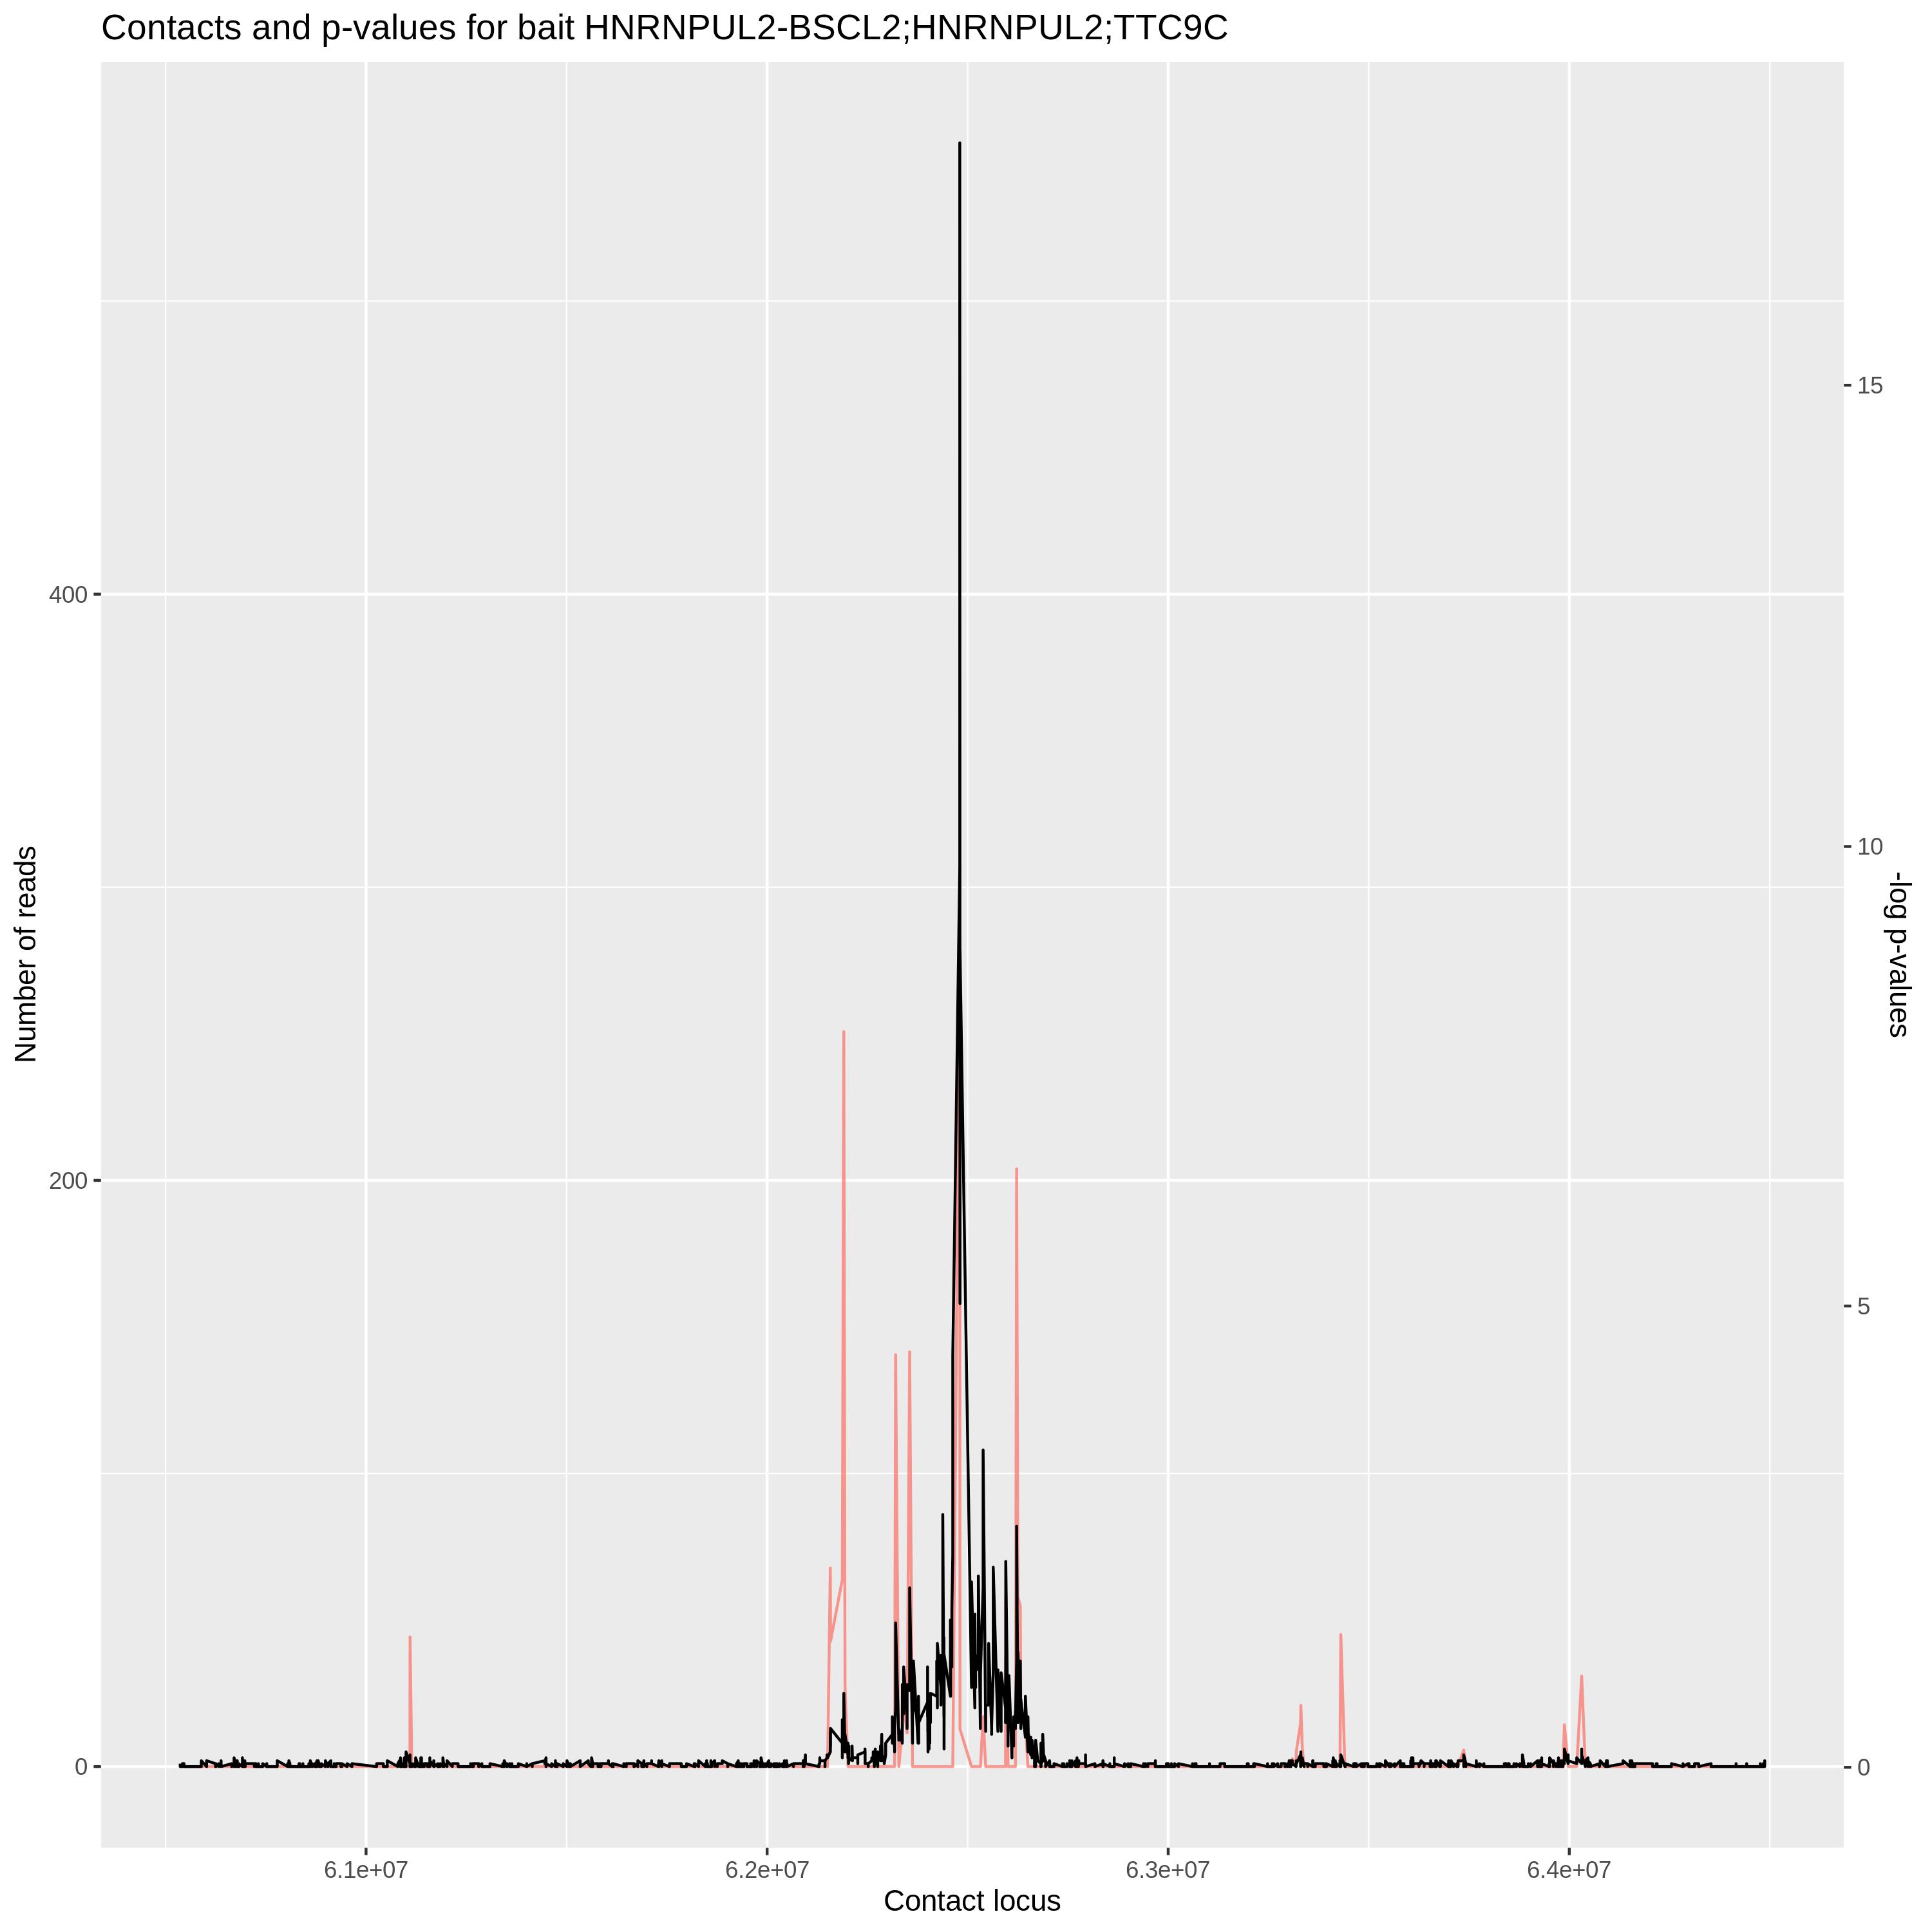 Contacts and p-values for bait HNRNPUL2-BSCL2;HNRNPUL2;TTC9C
Number of reads
400
200
0
15
10
5
0
-log p-values
6.1e+07
6.2e+07
6.3e+07
6.4e+07
Contact locus